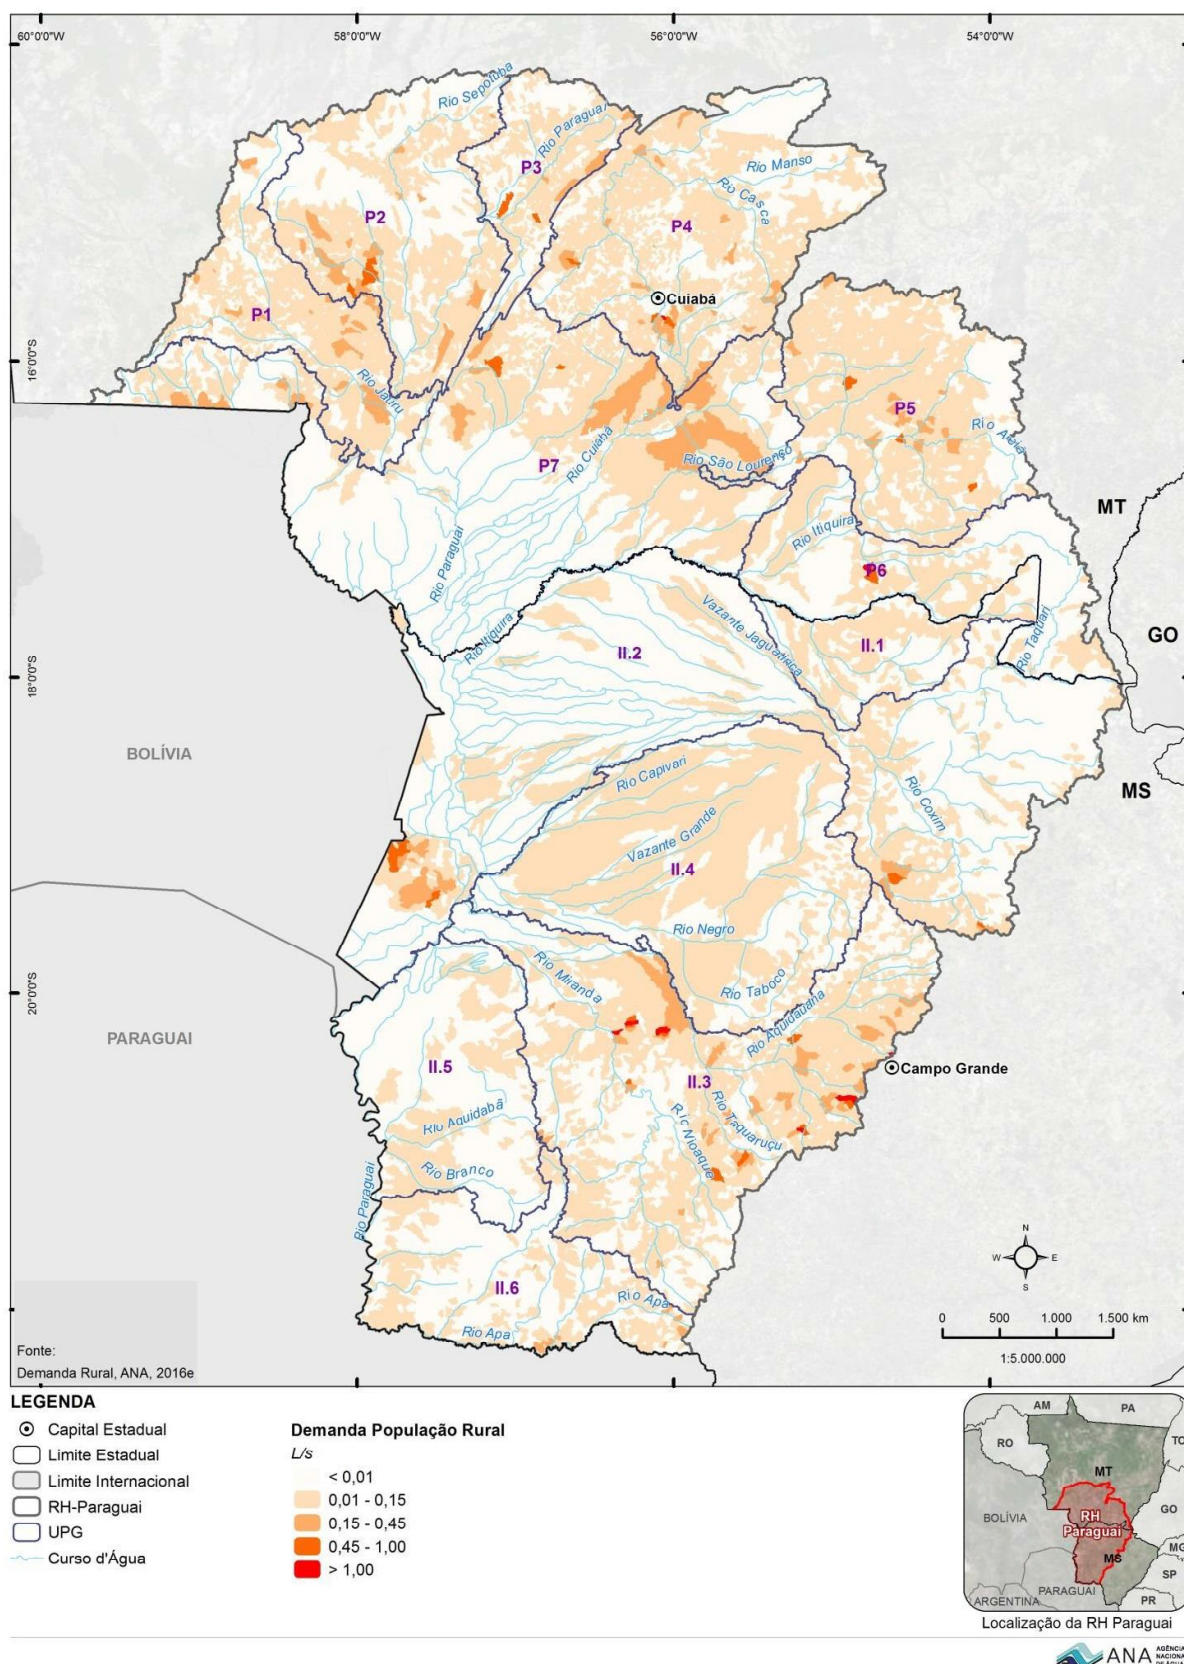 60°0'0"W
58°0'0"W
56°0'0"W
54°0'0"W
Rio Sepotuba
Rio Paraguai
P3
Rio Manso
Rio Casca
P2
P4
Cuiabá
P1
16°0'0"S
Rio Jauru
P5
Rio Cuiabá
P7
Rio São Lourenço
MT
Rio Itiquira
Rio Paraguai
P6
Rio Itiquira
Vazante Jaguatirica
Rio Taquari
GO
II.2
II.1
18°0'0"S
BOLÍVIA
Rio Capivari
Rio Coxim
MS
Vazante Grande
II.4
Rio Negro
Rio Miranda
Rio Taboco
20°0'0"S
Rio Aquidauana
PARAGUAI
II.5
Campo Grande
II.3
Rio Aquidabã
Rio Taquaruçu
Rio Nioaque
Rio Branco
Rio Paraguai
N
W
E
S
II.6
Rio Apa
Rio Apa
0 500 1.000 1.500 km
1:5.000.000
Fonte:
Demanda Rural, ANA, 2016e
LEGENDA
Capital Estadual
Limite Estadual
Limite Internacional
RH-Paraguai
UPG
Curso d'Água
Demanda População Rural
L/s
< 0,01
0,01 - 0,15
0,15 - 0,45
0,45 - 1,00
> 1,00
AM
PA
RO
TO
MT
BOLÍVIA
GO
RH
Paraguai
MG
MS
SP
PARAGUAI
ARGENTINA
PR
Localização da RH Paraguai
ANA
AGÊNCIA
NACIONAL